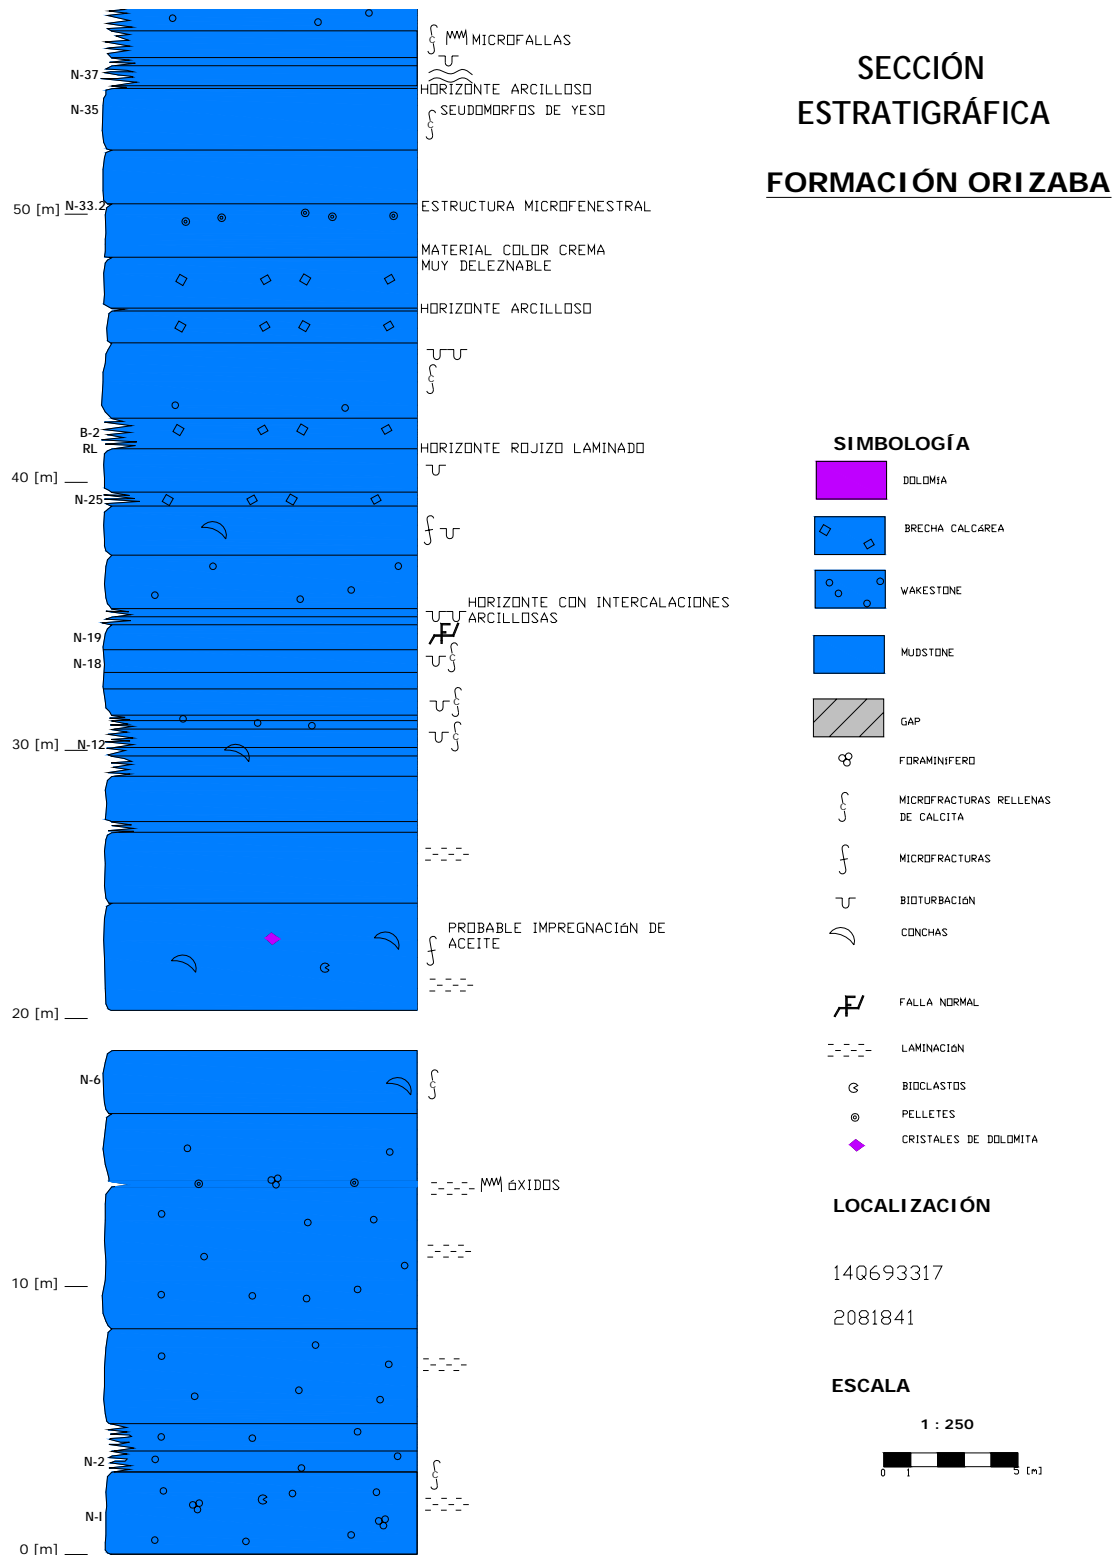 SECCIÓN
ESTRATIGRÁFICA
FORMACIÓN ORIZABA
MICROFALLAS
N-37
HORIZONTE ARCILLOSO
N-35
SEUDOMORFOS DE YESO
50 [m]
N-33.2
ESTRUCTURA MICROFENESTRAL
MATERIAL COLOR CREMA
MUY DELEZNABLE
HORIZONTE ARCILLOSO
B-2
RL
HORIZONTE ROJIZO LAMINADO
40 [m]
N-25
HORIZONTE CON INTERCALACIONES
ARCILLOSAS
N-19
N-18
30 [m]
N-12
PROBABLE IMPREGNACIóN DE
ACEITE
20 [m]
N-6
óXIDOS
10 [m]
N-2
N-I
0 [m]
SIMBOLOGÍA
DOLOMíA
BRECHA CALCáREA
WAKESTONE
MUDSTONE
GAP
FORAMINíFERO
MICROFRACTURAS RELLENAS
DE CALCITA
MICROFRACTURAS
BIOTURBACIóN
CONCHAS
FALLA NORMAL
LAMINACIóN
BIOCLASTOS
PELLETES
CRISTALES DE DOLOMITA
LOCALIZACIÓN
14Q693317
2081841
ESCALA
1 : 250
0 1 5 [m]